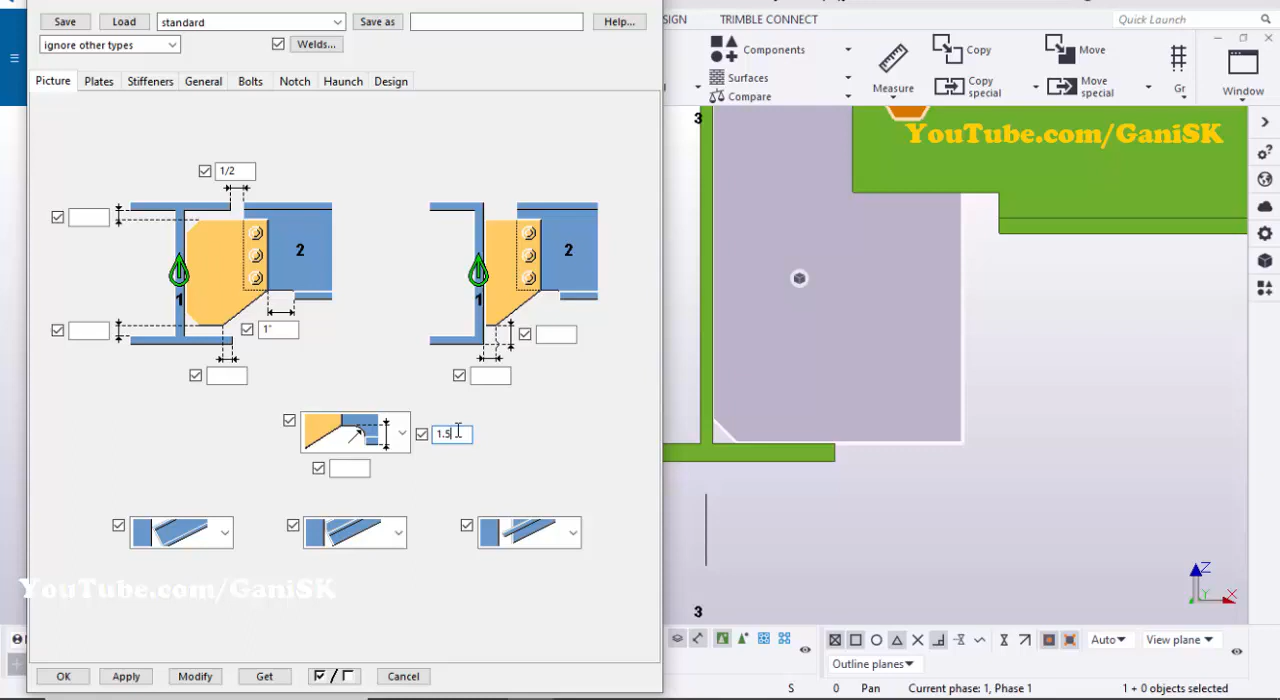 Save Load standard Save as Help...
ignore other types Welds...
Picture Plates Stiffeners General Bolts Notch Haunch Design
TRIMBLE CONNECT
Quick Launch
Components
Surfaces
Compare
Measure
Copy
Copy special
Move
Move special
Gr
Window
YouTube.com/GaniSK
1/2
2
1
1"
2
1
1.5
3
3
Z
Y
X
YouTube.com/GaniSK
OK Apply Modify Get Cancel
Auto View plane
Outline planes
S 0 Pan Current phase: 1, Phase 1 1 + 0 objects selected